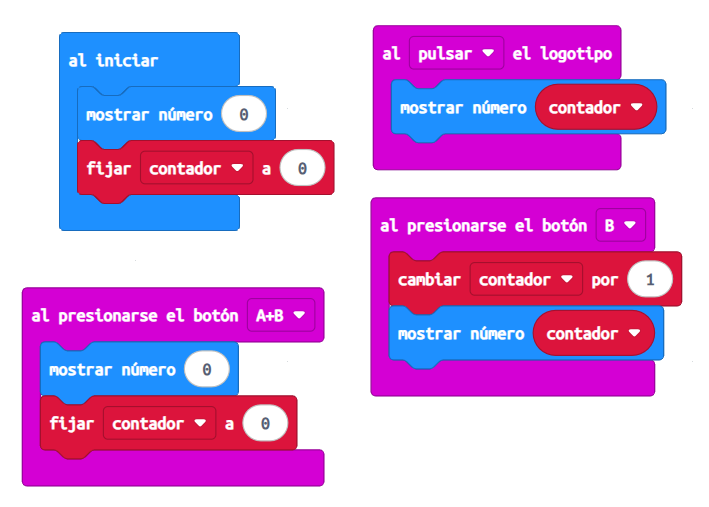 al iniciar
mostrar número 0
fijar contador a 0
al pulsar el logotipo
mostrar número contador
al presionarse el botón B
cambiar contador por 1
mostrar número contador
al presionarse el botón A+B
mostrar número 0
fijar contador a 0